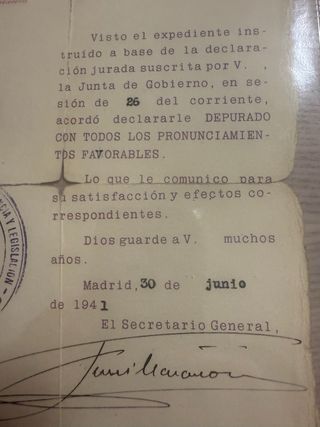 Visto el expediente ins-
truído a base de la declara-
ción jurada suscrita por V. ,
la Junta de Gobierno, en se-
sión de 26 del corriente,
acordó declararle DEPURADO
CON TODOS LOS PRONUNCIAMIEN-
TOS FAVORABLES.
Lo que le comunico para
su satisfacción y efectos co-
rrespondientes.
Dios guarde a V. muchos
años.
Madrid, 30 de junio
de 1941
El Secretario General,
Y LEGISLACIÓN